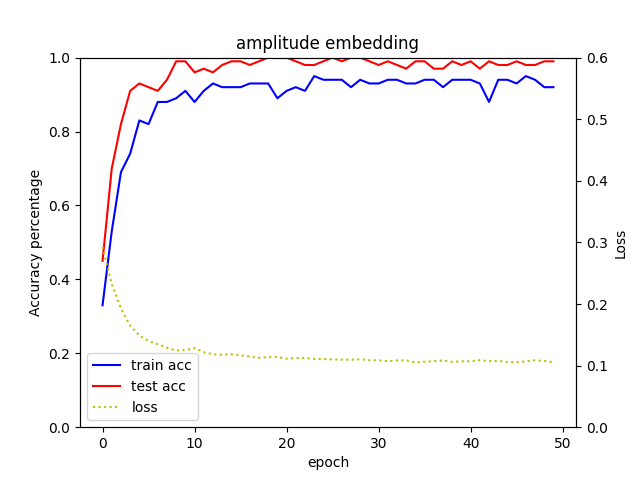 amplitude embedding
1.0
0.8
0.6
0.4
0.2
0.0
Accuracy percentage
0.6
0.5
0.4
0.3
0.2
0.1
0.0
Loss
train acc
test acc
loss
0 10 20 30 40 50
epoch